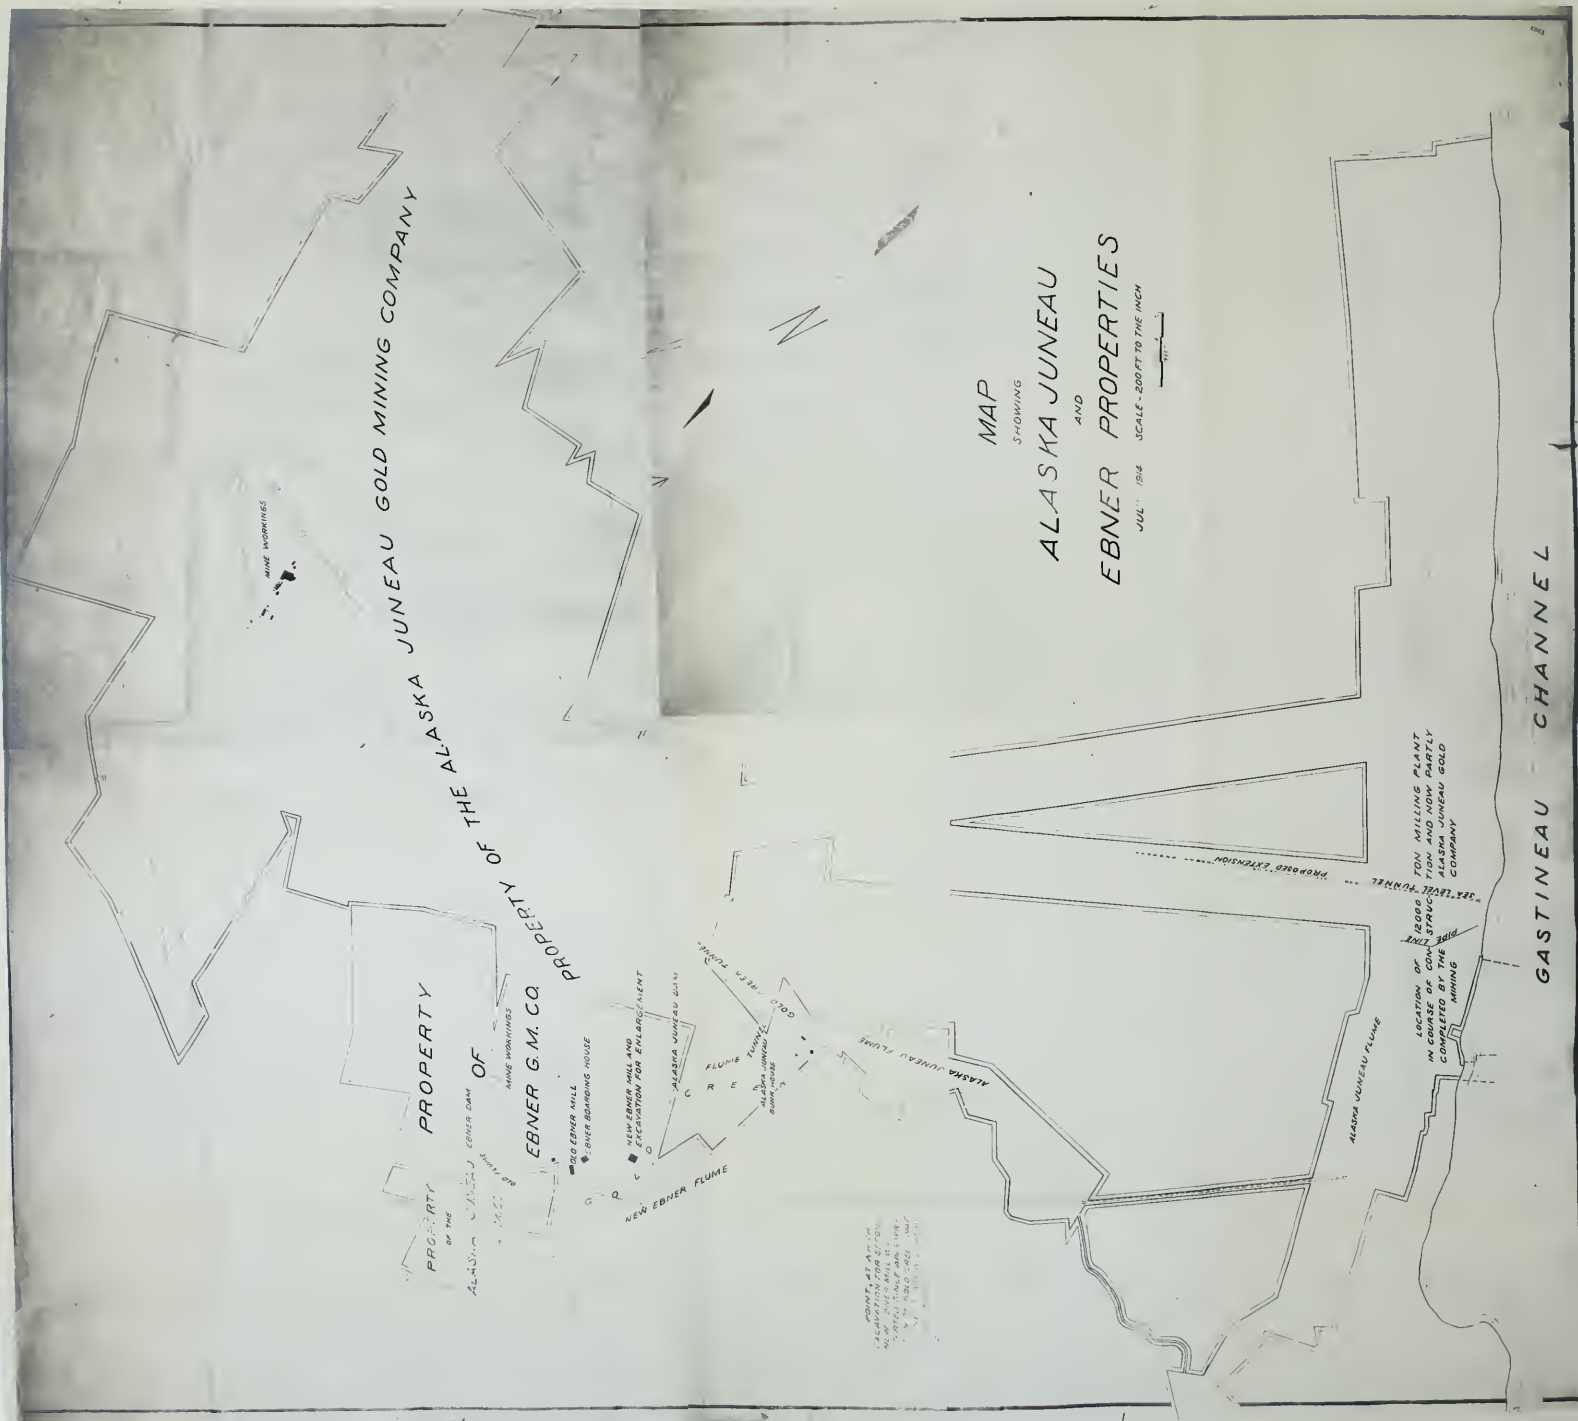 MAP
SHOWING
ALASKA JUNEAU
AND
EBNER PROPERTIES
1914 SCALE - 200 FT TO THE INCH
PROPERTY OF THE ALASKA JUNEAU GOLD MINING COMPANY
MINE WORKINGS
PROPERTY
OF
EBNER G. M. CO.
MINE WORKINGS
EBNER DAM
PROPERTY
OF THE
OLD EBNER MILL
EBNER BOARDING HOUSE
NEW EBNER MILL AND
EXCAVATION FOR ENLARGEMENT
ALASKA JUNEAU DAM
FLUME
TUNNEL
GOLD CREEK TUNNEL
ALASKA JUNEAU
BUNK HOUSE
NEW EBNER FLUME
ALASKA JUNEAU FLUME
ALASKA JUNEAU
ALASKA JUNEAU FLUME
PROPOSED EXTENSION
SEA LEVEL TUNNEL
PIPE LINE
LOCATION OF 12000 TON MILLING PLANT
IN COURSE OF CONSTRUCTION AND NOW PARTLY
COMPLETED BY THE ALASKA JUNEAU GOLD
MINING COMPANY
GASTINEAU CHANNEL